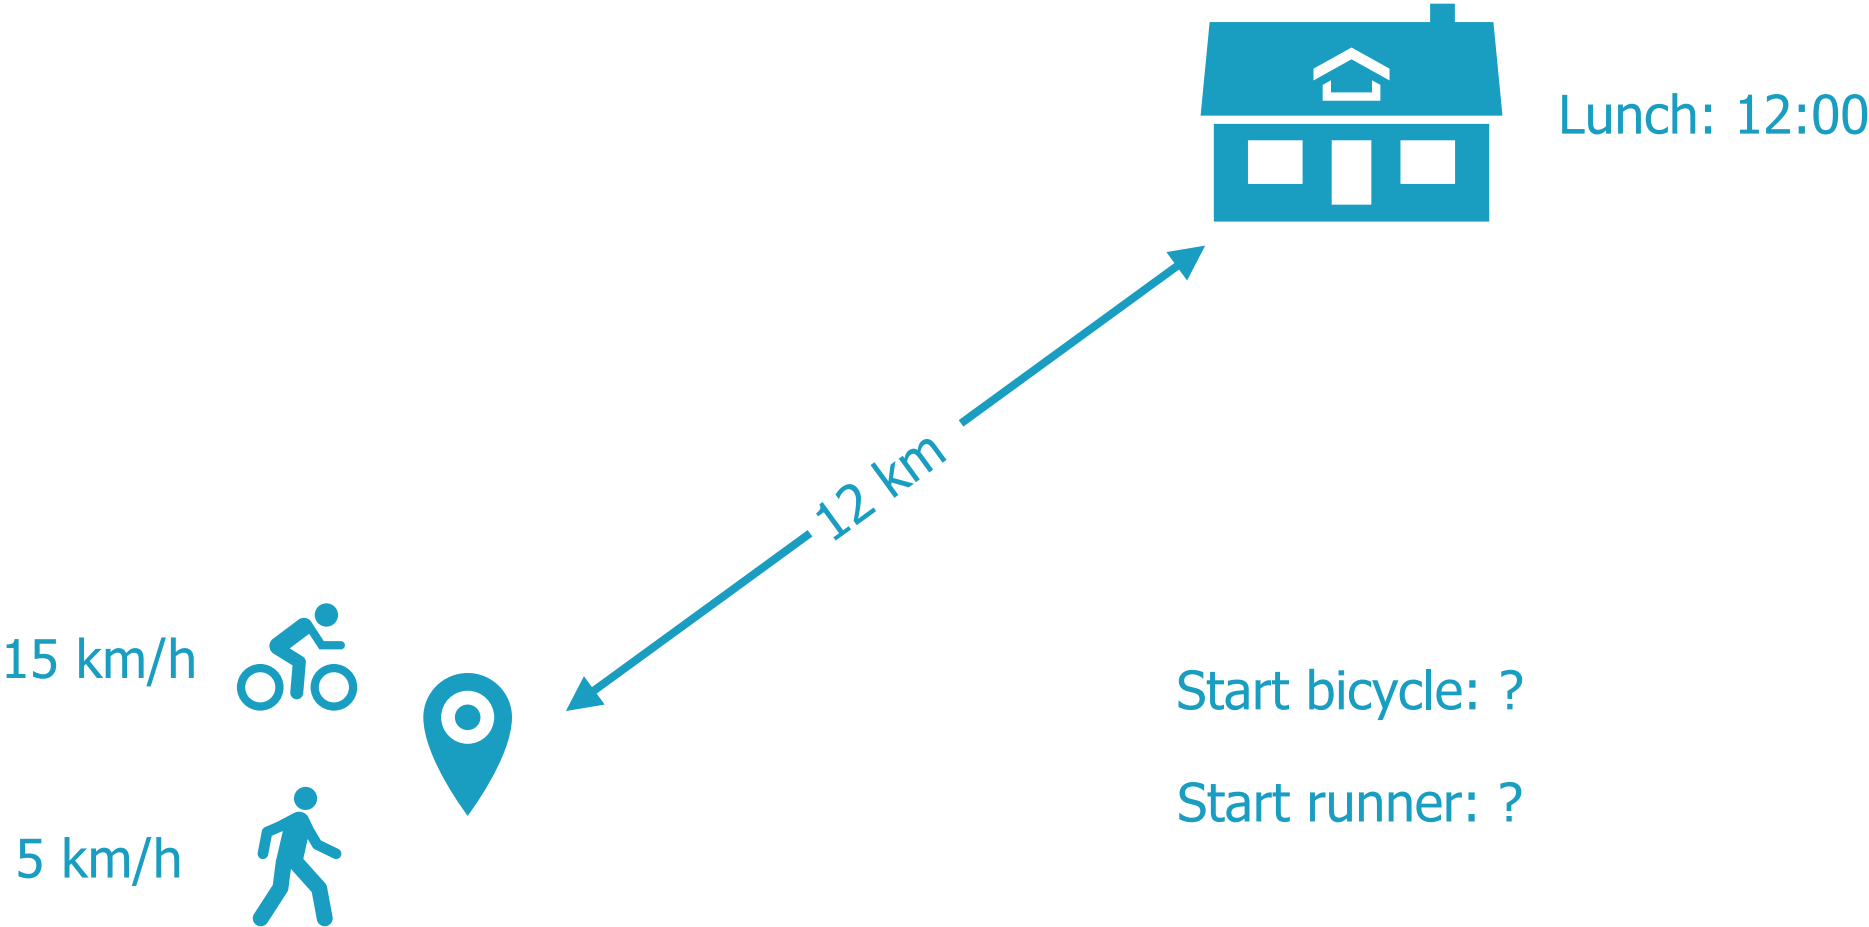 Lunch: 12:00
12 km
15 km/h
Start bicycle: ?
Start runner: ?
5 km/h